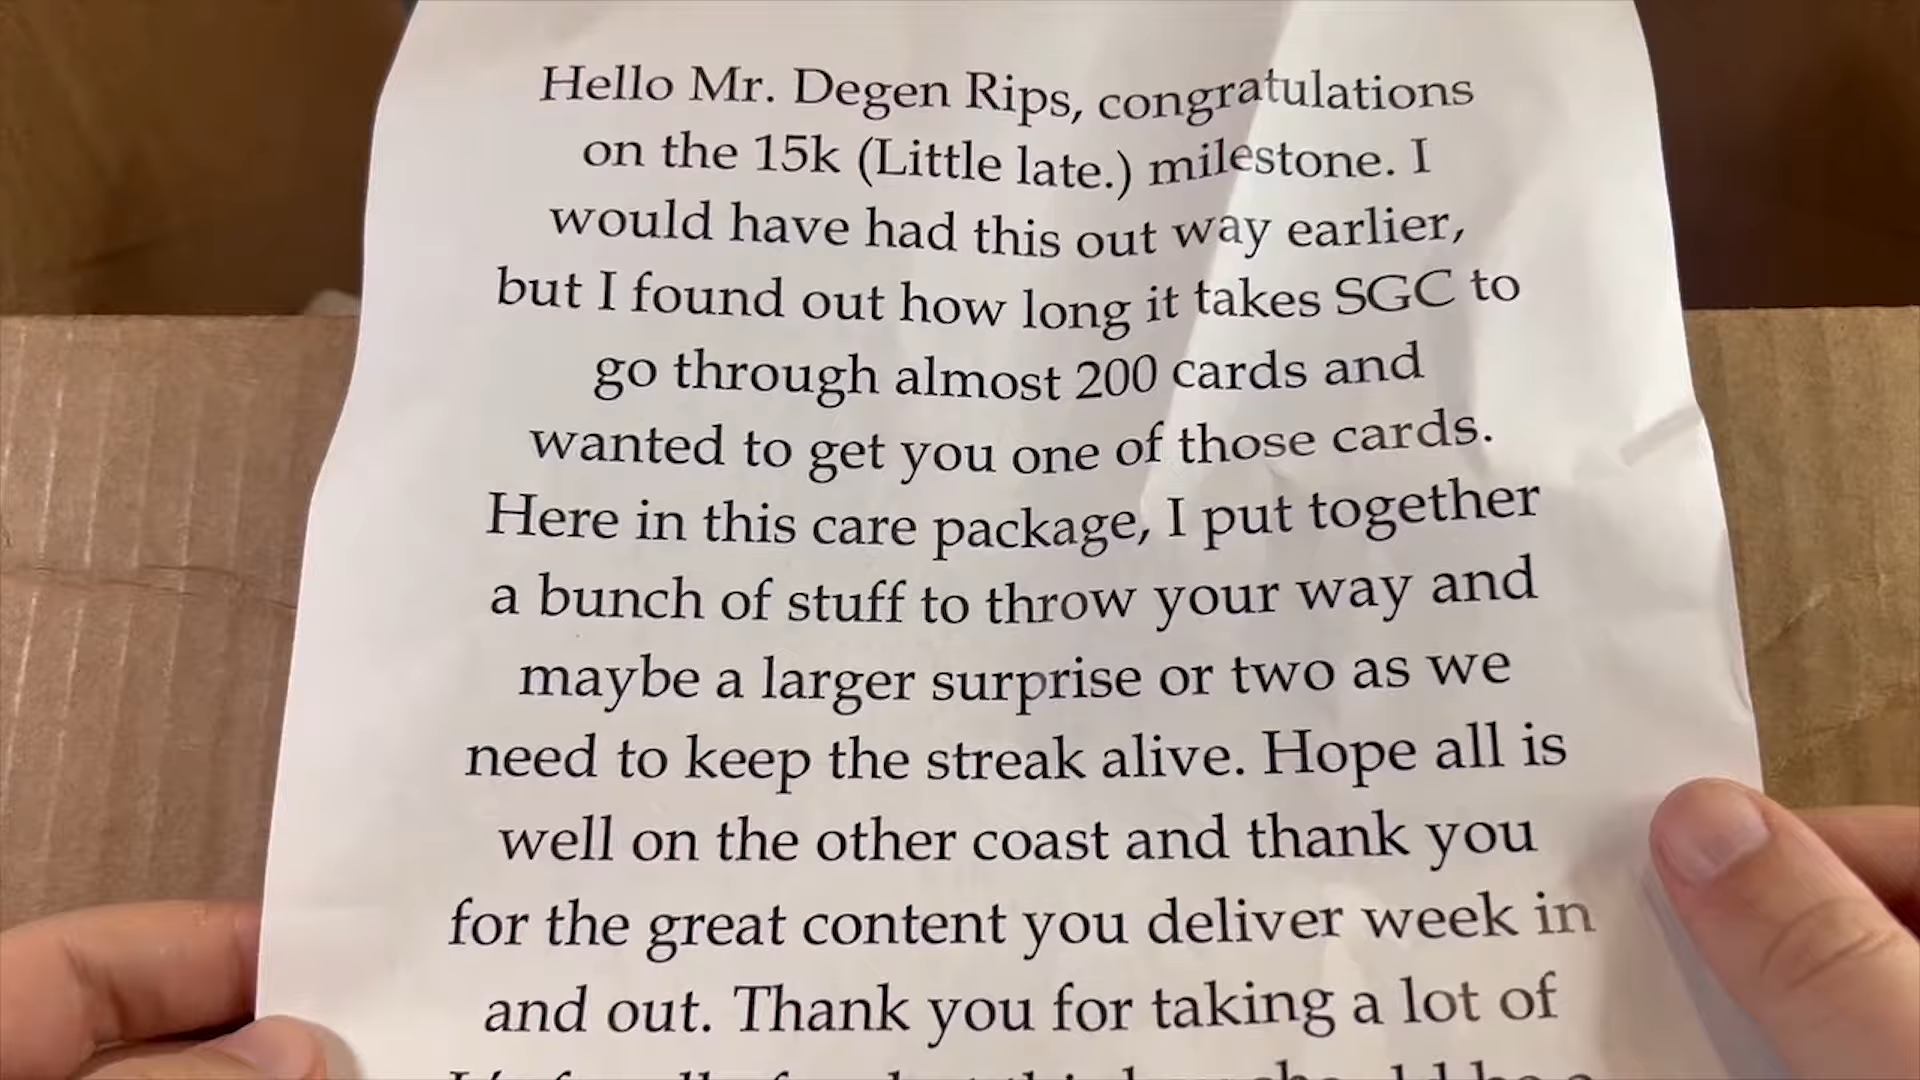 Hello Mr. Degen Rips, congratulations
on the 15k (Little late.) milestone. I
would have had this out way earlier,
but I found out how long it takes SGC to
go through almost 200 cards and
wanted to get you one of those cards.
Here in this care package, I put together
a bunch of stuff to throw your way and
maybe a larger surprise or two as we
need to keep the streak alive. Hope all is
well on the other coast and thank you
for the great content you deliver week in
and out. Thank you for taking a lot of